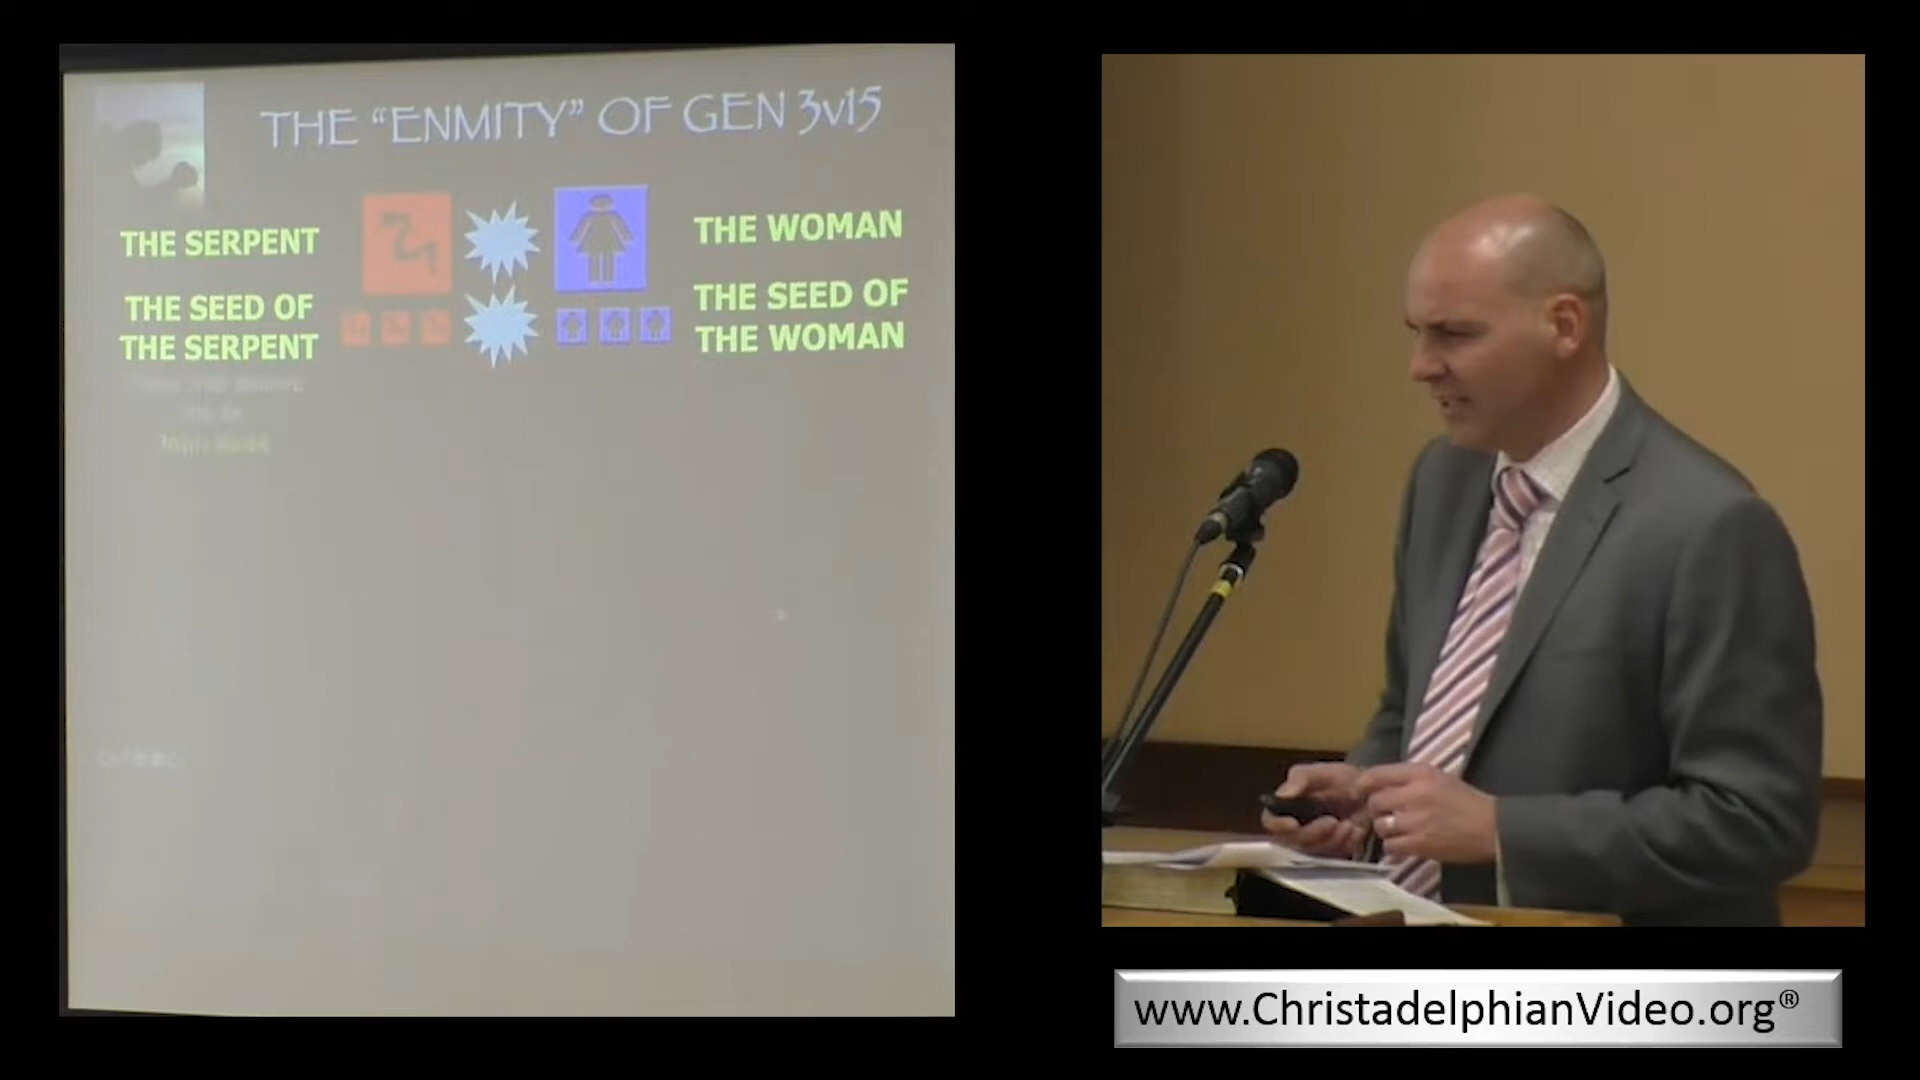 THE “ENMITY” OF GEN 3v15
THE SERPENT
THE WOMAN
THE SEED OF
THE SERPENT
THE SEED OF
THE WOMAN
www.ChristadelphianVideo.org®